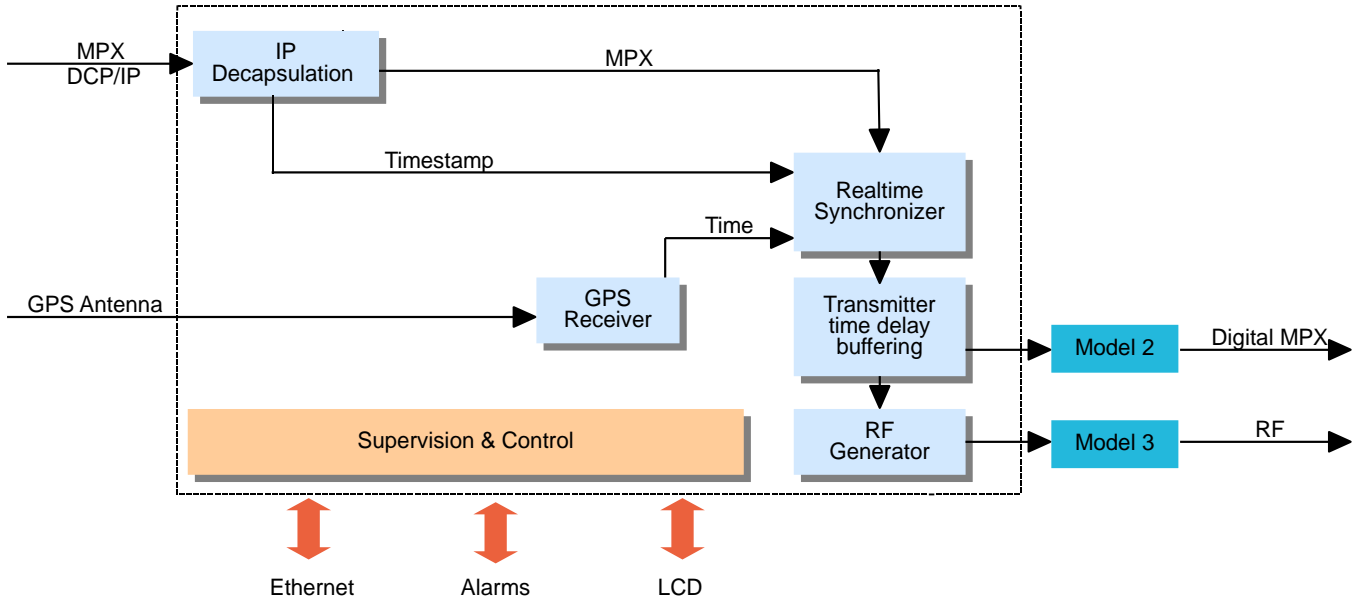 MPX
DCP/IP
IP
Decapsulation
MPX
Timestamp
Realtime
Synchronizer
Time
GPS Antenna
GPS
Receiver
Transmitter
time delay
buffering
Model 2
Digital MPX
Supervision & Control
RF
Generator
Model 3
RF
Ethernet
Alarms
LCD